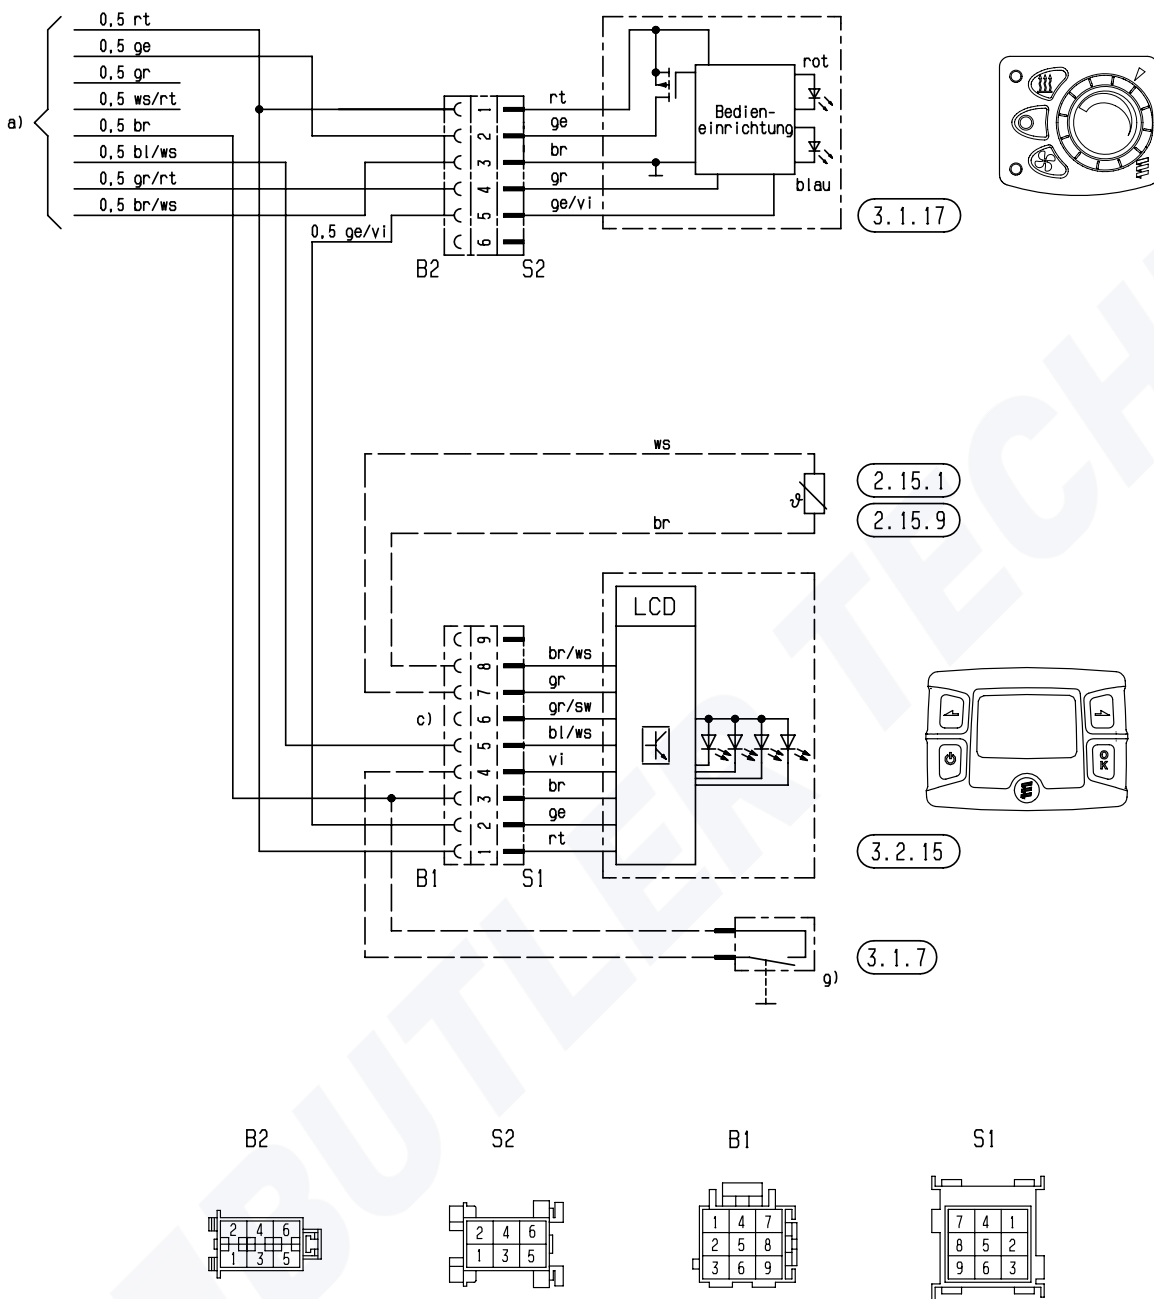 a)
0,5 rt
0,5 ge
0,5 gr
0,5 ws/rt
0,5 br
0,5 bl/ws
0,5 gr/rt
0,5 br/ws
0,5 ge/vi
1
2
3
4
5
6
B2
S2
rt
ge
br
gr
ge/vi
Bedien-
einrichtung
rot
blau
3.1.17
ws
br
ϑ
2.15.1
2.15.9
c)
9
8
7
6
5
4
3
2
1
B1
S1
br/ws
gr
gr/sw
bl/ws
vi
br
ge
rt
LCD
OK
3.2.15
3.1.7
g)
B2
S2
B1
S1
2 4 6
1 3 5
2 4 6
1 3 5
1 4 7
2 5 8
3 6 9
7 4 1
8 5 2
9 6 3
BUTLER TECH